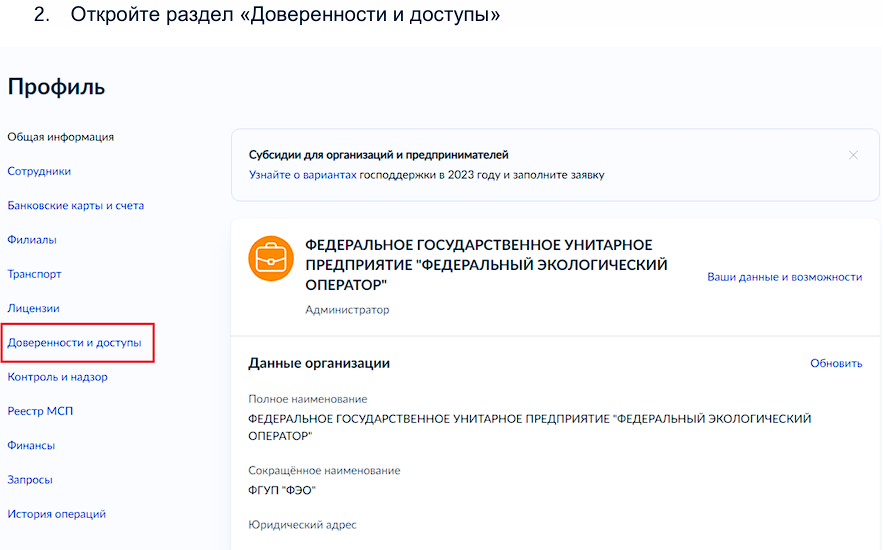 2. Откройте раздел «Доверенности и доступы»
Профиль
Общая информация
Сотрудники
Банковские карты и счета
Филиалы
Транспорт
Лицензии
Доверенности и доступы
Контроль и надзор
Реестр МСП
Финансы
Запросы
История операций
Субсидии для организаций и предпринимателей
Узнайте о вариантах господдержки в 2023 году и заполните заявку
ФЕДЕРАЛЬНОЕ ГОСУДАРСТВЕННОЕ УНИТАРНОЕ
ПРЕДПРИЯТИЕ "ФЕДЕРАЛЬНЫЙ ЭКОЛОГИЧЕСКИЙ
ОПЕРАТОР"
Администратор
Ваши данные и возможности
Данные организации
Обновить
Полное наименование
ФЕДЕРАЛЬНОЕ ГОСУДАРСТВЕННОЕ УНИТАРНОЕ ПРЕДПРИЯТИЕ "ФЕДЕРАЛЬНЫЙ ЭКОЛОГИЧЕСКИЙ
ОПЕРАТОР"
Сокращённое наименование
ФГУП "ФЭО"
Юридический адрес